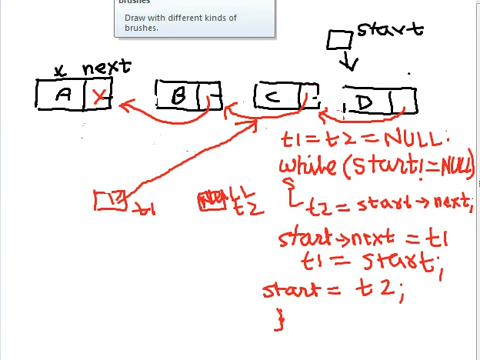 brushes
Draw with different kinds of
brushes.
start
x next
A X B C D
t1 = t2 = NULL.
while (start!=NULL)
{
t2 = start→next;
start→next = t1
t1 = start;
start = t2;
}
t1
t2